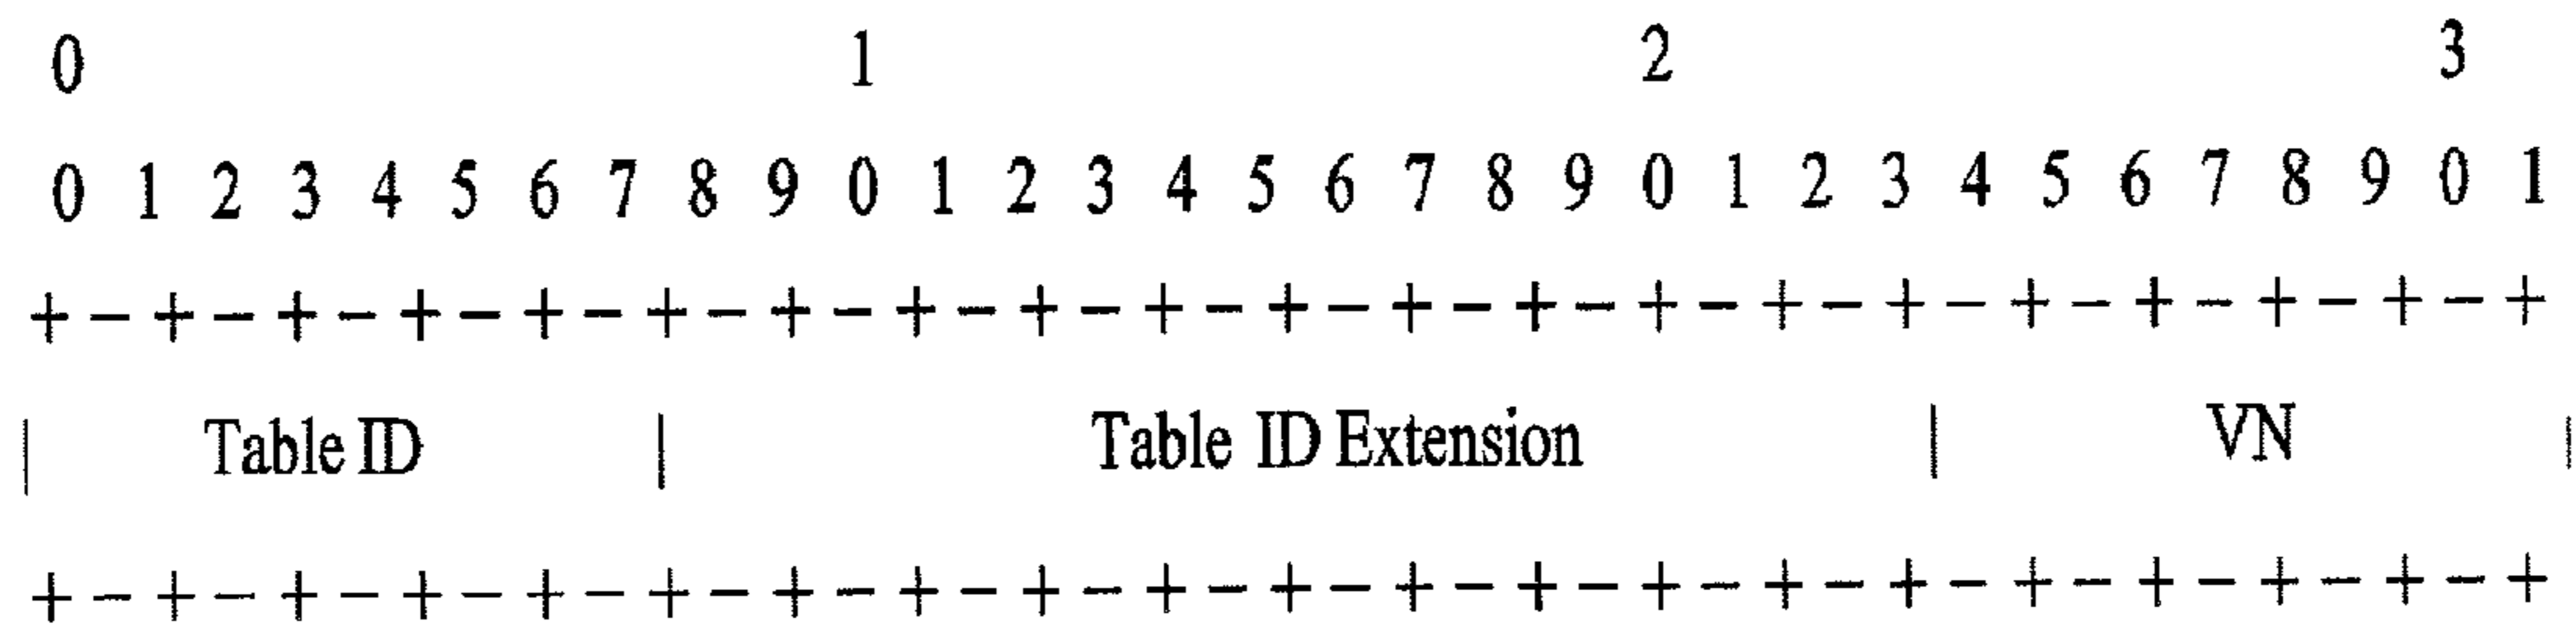 0 1 2 3
0 1 2 3 4 5 6 7 8 9 0 1 2 3 4 5 6 7 8 9 0 1 2 3 4 5 6 7 8 9 0 1
+-+-+-+-+-+-+-+-+-+-+-+-+-+-+-+-+-+-+-+-+
| Table ID | Table ID Extension | VN |
+-+-+-+-+-+-+-+-+-+-+-+-+-+-+-+-+-+-+-+-+